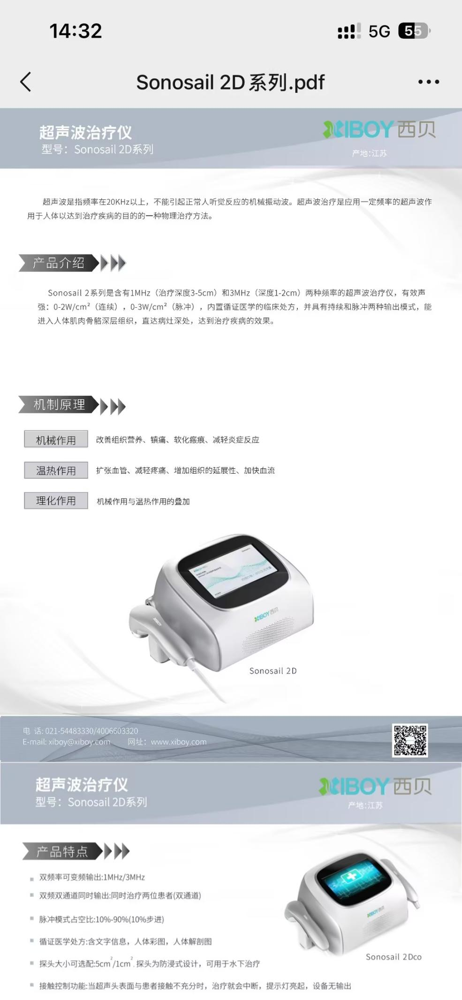 14:32
5G 55
Sonosail 2D系列.pdf
超声波治疗仪
型号：Sonosail 2D系列
XIBOY 西贝
产地:江苏
超声波是指频率在20KHz以上，不能引起正常人听觉反应的机械振动波。超声波治疗是应用一定频率的超声波作
用于人体以达到治疗疾病的目的的一种物理治疗方法。
产品介绍
Sonosail 2系列是含有1MHz（治疗深度3-5cm）和3MHz（深度1-2cm）两种频率的超声波治疗仪，有效声
强：0-2W/cm²（连续），0-3W/cm²（脉冲），内置循证医学的临床处方，并具有持续和脉冲两种输出模式，能
进入人体肌肉骨骼深层组织，直达病灶深处，达到治疗疾病的效果。
机制原理
机械作用 改善组织营养、镇痛、软化瘢痕、减轻炎症反应
温热作用 扩张血管、减轻疼痛、增加组织的延展性、加快血流
理化作用 机械作用与温热作用的叠加
XIBOY 西贝
XIBOY
Sonosail 2D
电 话: 021-54483330/4006603320
E-mail: xiboy@xiboy.com 网址：www.xiboy.com
超声波治疗仪
型号：Sonosail 2D系列
XIBOY 西贝
产地:江苏
产品特点
双频率可变频输出:1MHz/3MHz
双频双通道同时输出:同时治疗两位患者(双通道)
脉冲模式占空比:10%-90%(10%步进)
循证医学处方:含文字信息，人体彩图，人体解剖图
探头大小可选配:5cm²/1cm². 探头为防浸式设计，可用于水下治疗
接触控制功能:当超声头表面与患者接触不充分时，治疗就会中断，提示灯亮起，设备无输出
XIBOY 西贝
Sonosail 2Dco